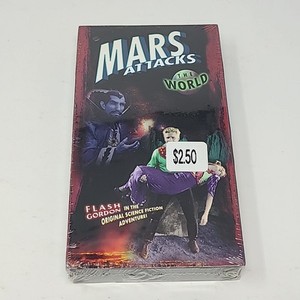 MARS
ATTACKS
THE
WORLD
$2.50
FLASH
GORDON
IN THE
ORIGINAL SCIENCE FICTION
ADVENTURE!